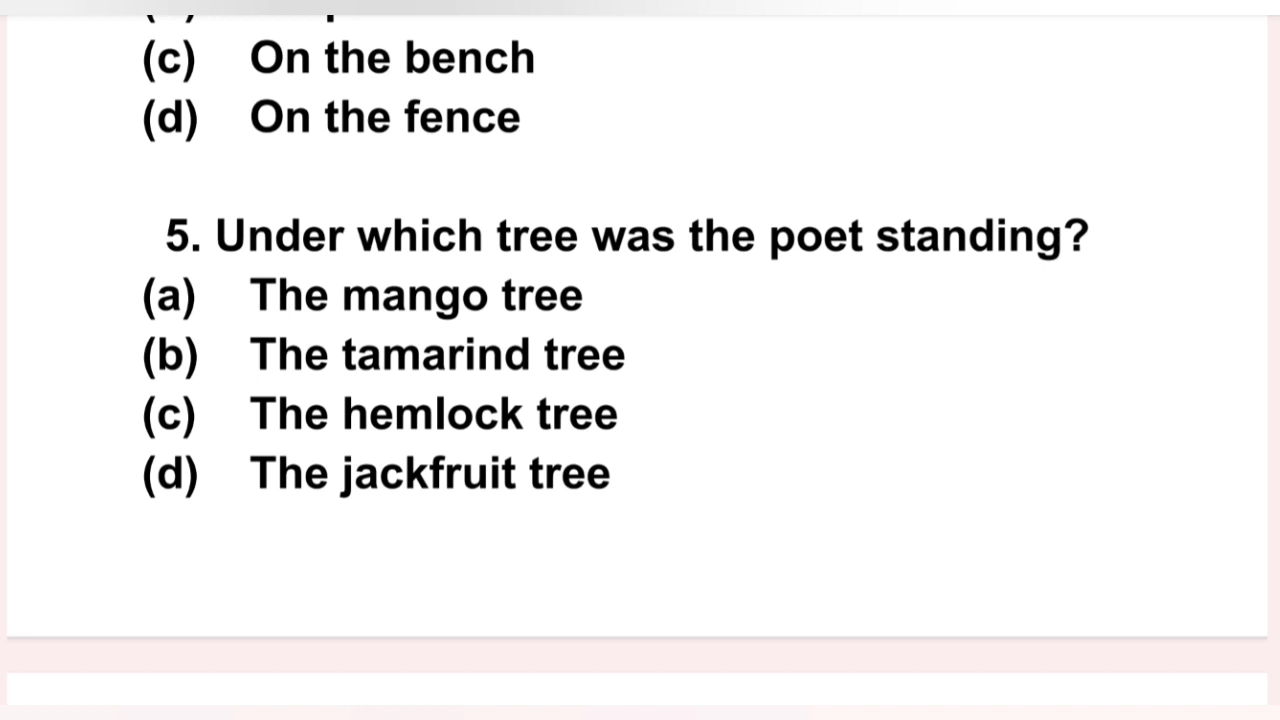 (c) On the bench
(d) On the fence
5. Under which tree was the poet standing?
(a) The mango tree
(b) The tamarind tree
(c) The hemlock tree
(d) The jackfruit tree